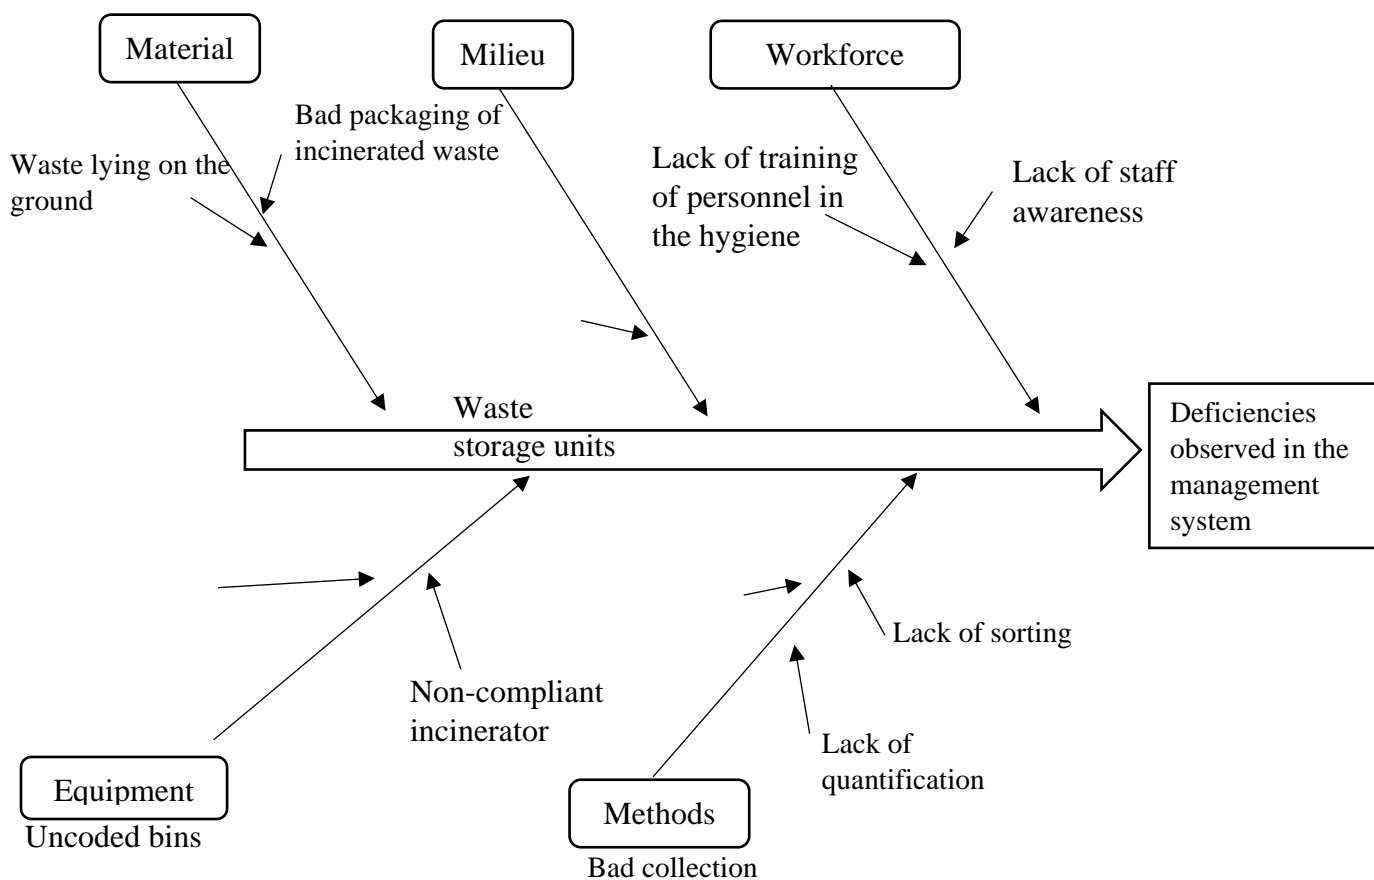 Material
Milieu
Workforce
Bad packaging of
incinerated waste
Waste lying on the
ground
Lack of training
of personnel in
the hygiene
Lack of staff
awareness
Waste
storage units
Deficiencies
observed in the
management
system
Lack of sorting
Non-compliant
incinerator
Lack of
quantification
Equipment
Uncoded bins
Methods
Bad collection